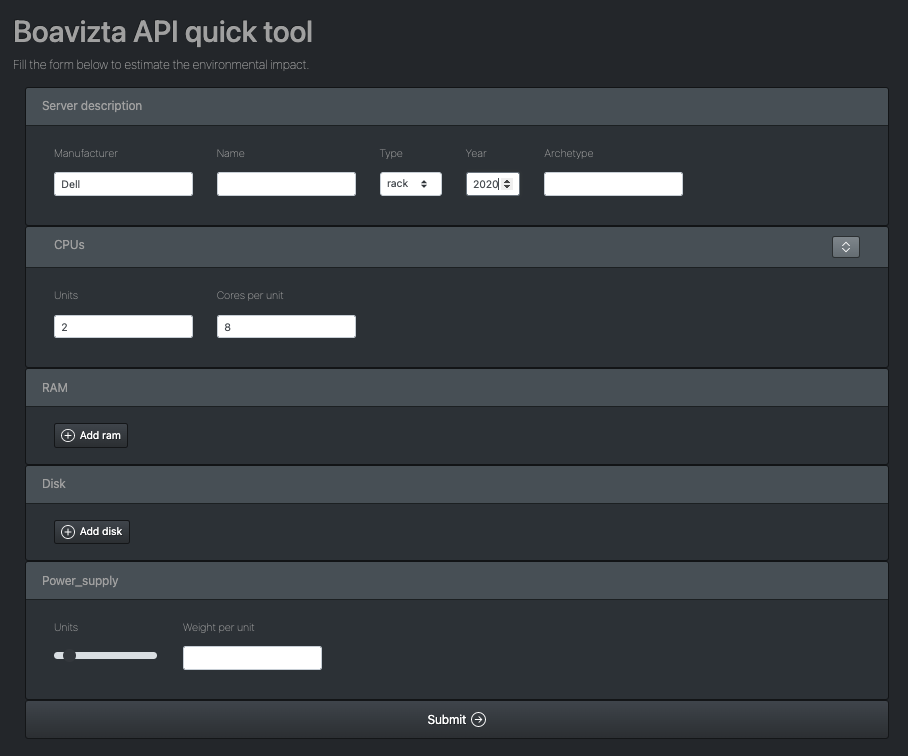 Boavizta API quick tool
Fill the form below to estimate the environmental impact.
Server description
Manufacturer Name Type Year Archetype
Dell rack 2020
CPUs
Units Cores per unit
2 8
RAM
Add ram
Disk
Add disk
Power_supply
Units Weight per unit
Submit